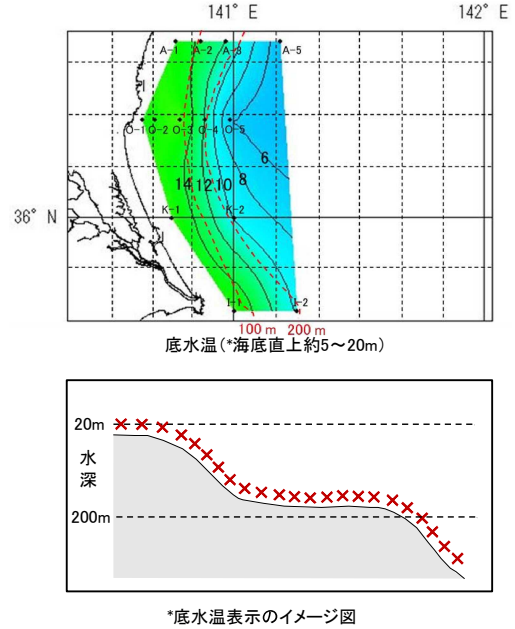 141° E
142° E
A-1
A-2
A-3
A-5
O-1
O-2
O-3
O-4
O-5
6
14
12
10
8
36° N
K-1
K-2
I-1
I-2
100 m
200 m
底水温(*海底直上約5～20m)
20m
水
深
200m
*底水温表示のイメージ図